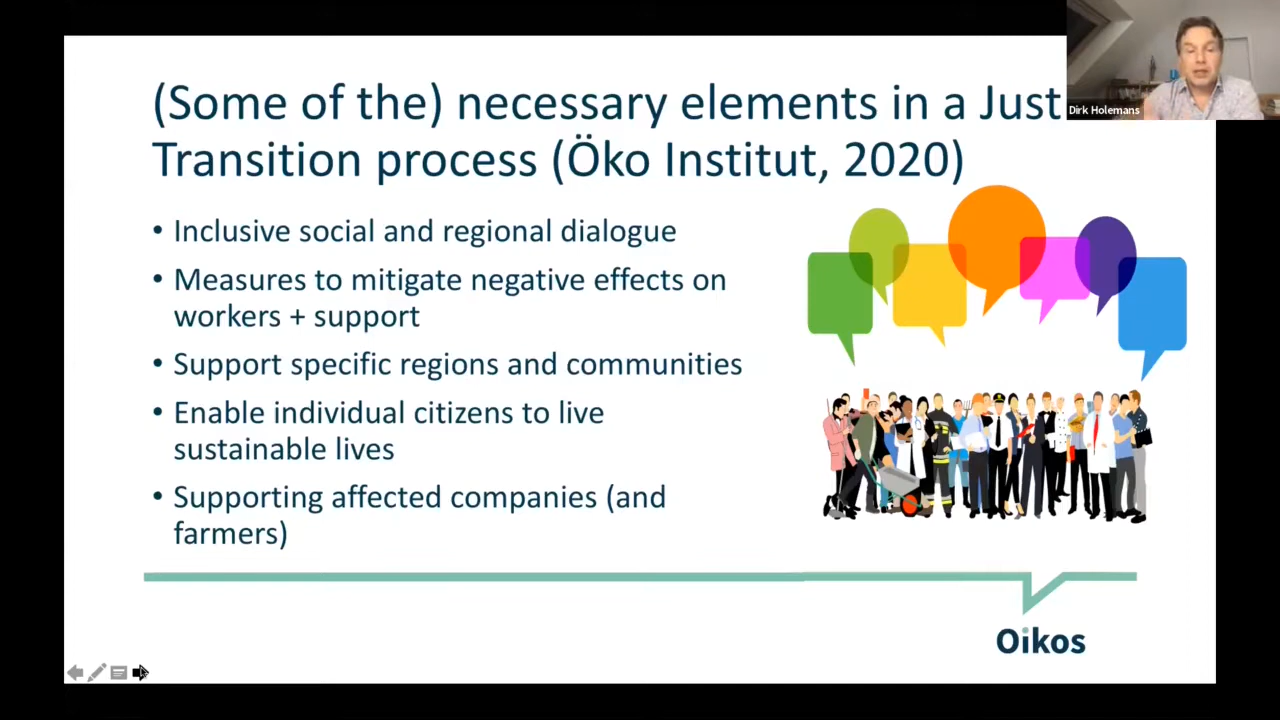 (Some of the) necessary elements in a Just
Transition process (Öko Institut, 2020)
Dirk Holemans
• Inclusive social and regional dialogue
• Measures to mitigate negative effects on
workers + support
• Support specific regions and communities
• Enable individual citizens to live
sustainable lives
• Supporting affected companies (and
farmers)
Oikos